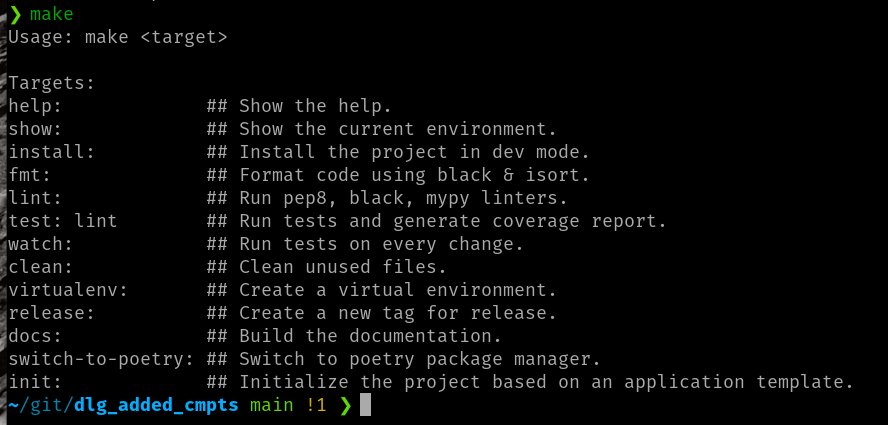 ❯ make
Usage: make <target>

Targets:
help:             ## Show the help.
show:             ## Show the current environment.
install:          ## Install the project in dev mode.
fmt:              ## Format code using black & isort.
lint:             ## Run pep8, black, mypy linters.
test: lint        ## Run tests and generate coverage report.
watch:            ## Run tests on every change.
clean:            ## Clean unused files.
virtualenv:       ## Create a virtual environment.
release:          ## Create a new tag for release.
docs:             ## Build the documentation.
switch-to-poetry: ## Switch to poetry package manager.
init:             ## Initialize the project based on an application template.
~/git/dlg_added_cmpts main !1 ❯